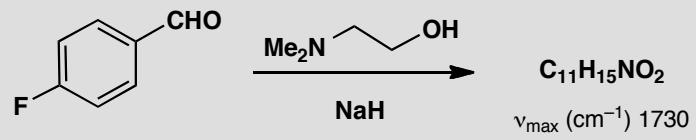 CHO
F
Me₂N
OH
NaH
C₁₁H₁₅NO₂
νmax (cm⁻¹) 1730